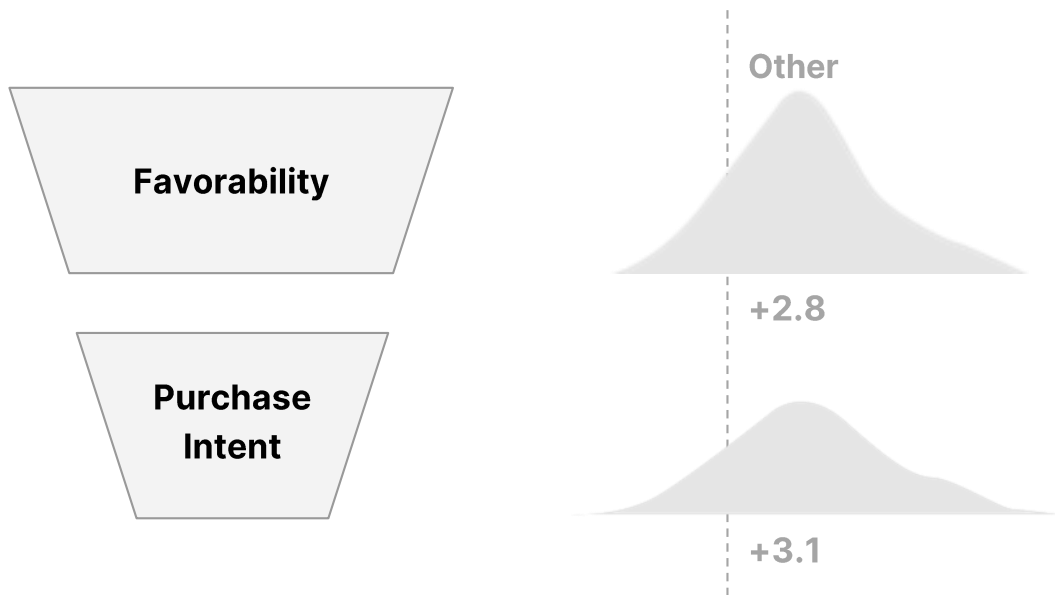 Other
Favorability
+2.8
Purchase
Intent
+3.1